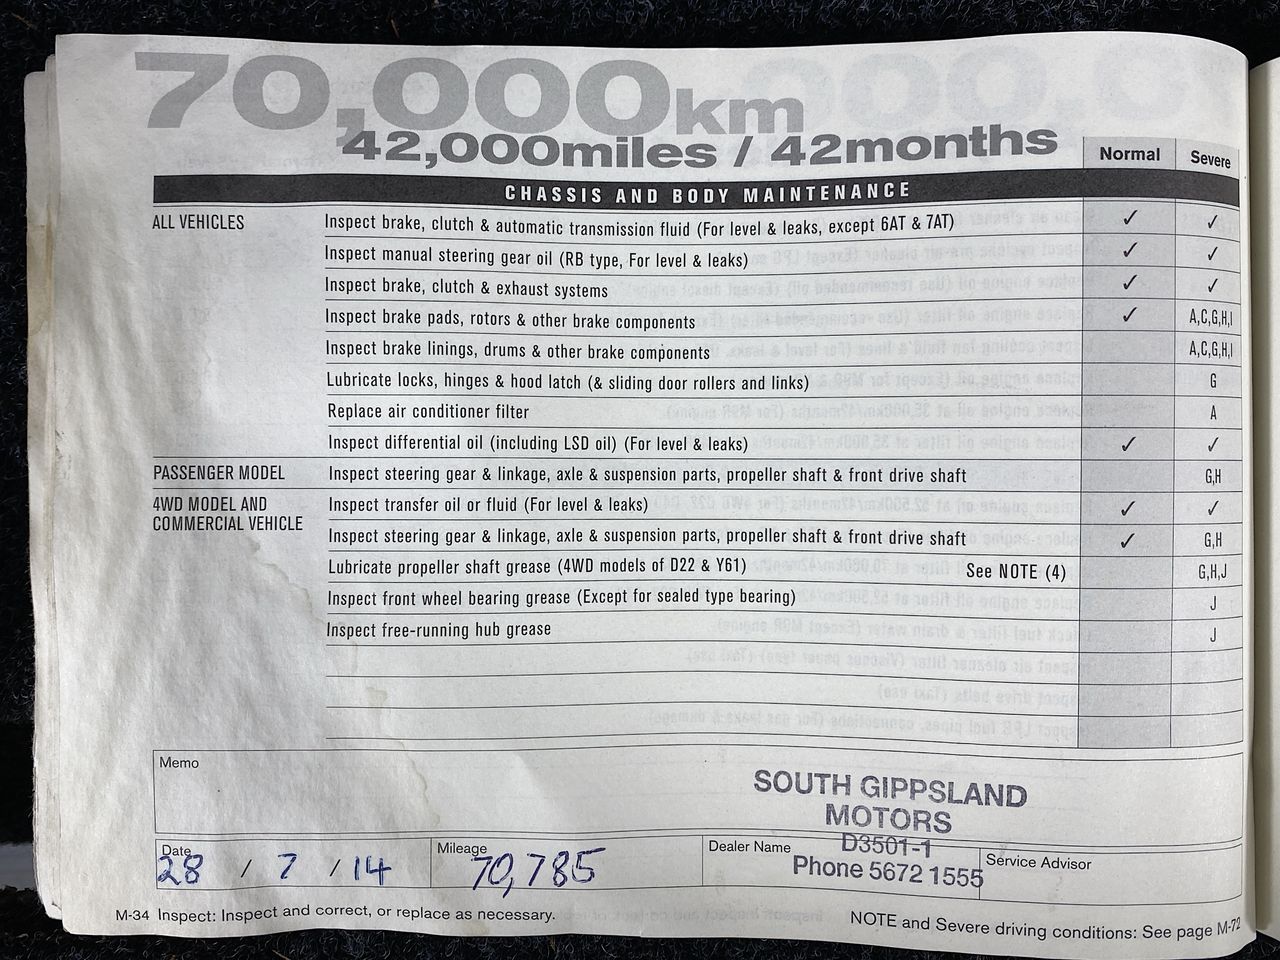 70,000km
42,000miles / 42months
Normal Severe
CHASSIS AND BODY MAINTENANCE
ALL VEHICLES Inspect brake, clutch & automatic transmission fluid (For level & leaks, except 6AT & 7AT) ✓ ✓
Inspect manual steering gear oil (RB type, For level & leaks) ✓ ✓
Inspect brake, clutch & exhaust systems ✓ ✓
Inspect brake pads, rotors & other brake components ✓ A,C,G,H,I
Inspect brake linings, drums & other brake components A,C,G,H,I
Lubricate locks, hinges & hood latch (& sliding door rollers and links) G
Replace air conditioner filter A
Inspect differential oil (including LSD oil) (For level & leaks) ✓ ✓
PASSENGER MODEL Inspect steering gear & linkage, axle & suspension parts, propeller shaft & front drive shaft G,H
4WD MODEL AND Inspect transfer oil or fluid (For level & leaks) ✓ ✓
COMMERCIAL VEHICLE Inspect steering gear & linkage, axle & suspension parts, propeller shaft & front drive shaft ✓ G,H
Lubricate propeller shaft grease (4WD models of D22 & Y61) See NOTE (4) G,H,J
Inspect front wheel bearing grease (Except for sealed type bearing) J
Inspect free-running hub grease J
Memo
SOUTH GIPPSLAND
MOTORS
D3501-1
Phone 5672 1555
Date 28 / 7 / 14
Mileage 70,785
Dealer Name
Service Advisor
M-34 Inspect: Inspect and correct, or replace as necessary.
NOTE and Severe driving conditions: See page M-72